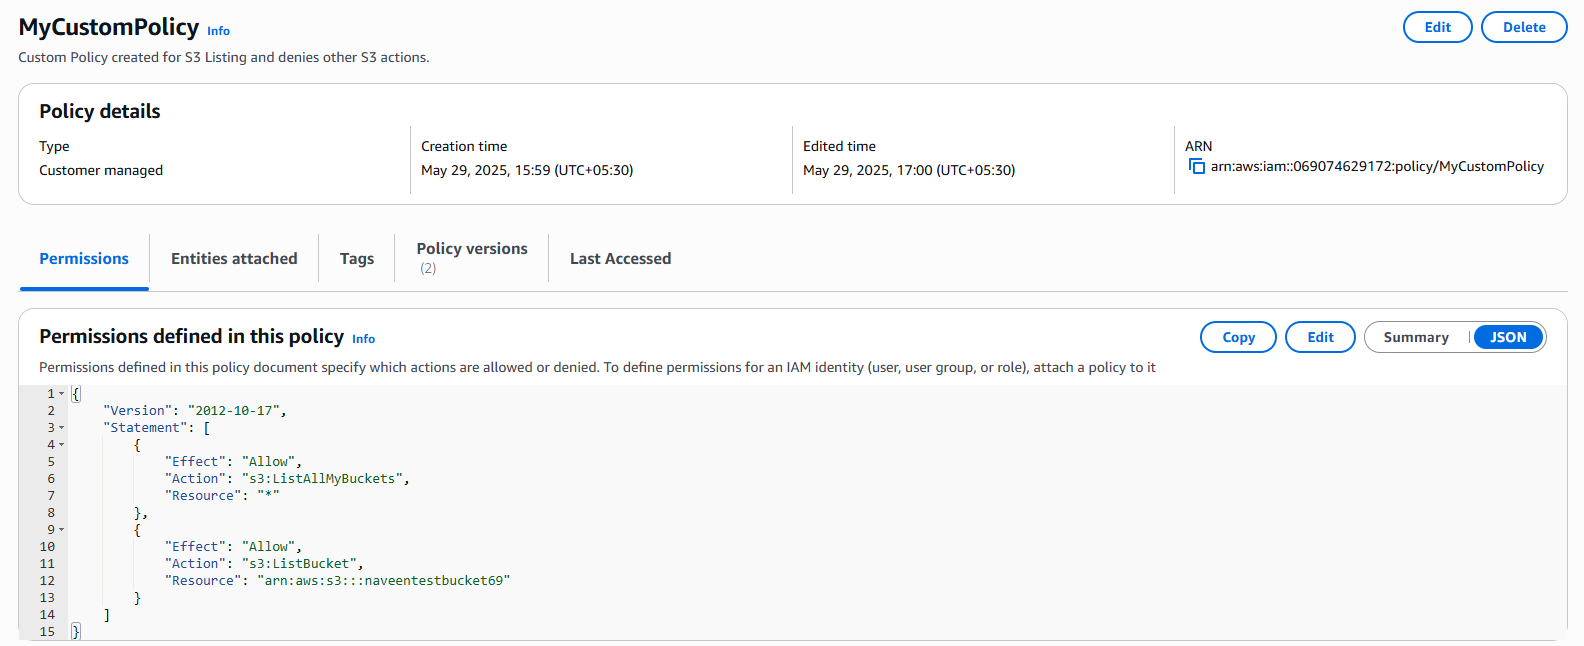 MyCustomPolicy Info
Edit
Delete
Custom Policy created for S3 Listing and denies other S3 actions.
Policy details
Type
Customer managed
Creation time
May 29, 2025, 15:59 (UTC+05:30)
Edited time
May 29, 2025, 17:00 (UTC+05:30)
ARN
arn:aws:iam::069074629172:policy/MyCustomPolicy
Permissions
Entities attached
Tags
Policy versions
(2)
Last Accessed
Permissions defined in this policy Info
Copy
Edit
Summary
JSON
Permissions defined in this policy document specify which actions are allowed or denied. To define permissions for an IAM identity (user, user group, or role), attach a policy to it
1 {
2     "Version": "2012-10-17",
3     "Statement": [
4         {
5             "Effect": "Allow",
6             "Action": "s3:ListAllMyBuckets",
7             "Resource": "*"
8         },
9         {
10             "Effect": "Allow",
11             "Action": "s3:ListBucket",
12             "Resource": "arn:aws:s3:::naveentestbucket69"
13         }
14     ]
15 }